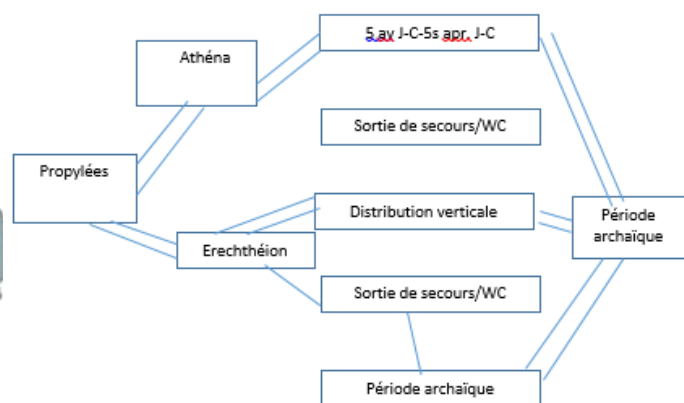 5 av J-C-5s apr. J-C
Athéna
Sortie de secours/WC
Propylées
Distribution verticale
Période
archaïque
Erechthéion
Sortie de secours/WC
Période archaïque